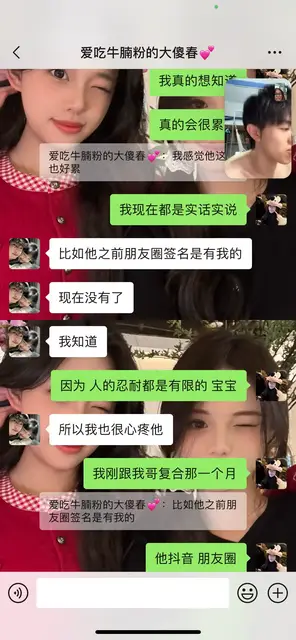 爱吃牛腩粉的大傻春💕
我真的想知道
真的会很累
爱吃牛腩粉的大傻春💕：我感觉他这
也好累
我现在都是实话实说
比如他之前朋友圈签名是有我的
现在没有了
我知道
因为 人的忍耐都是有限的 宝宝
所以我也很心疼他
我刚跟我哥复合那一个月
爱吃牛腩粉的大傻春💕：比如他之前朋
友圈签名是有我的
他抖音 朋友圈